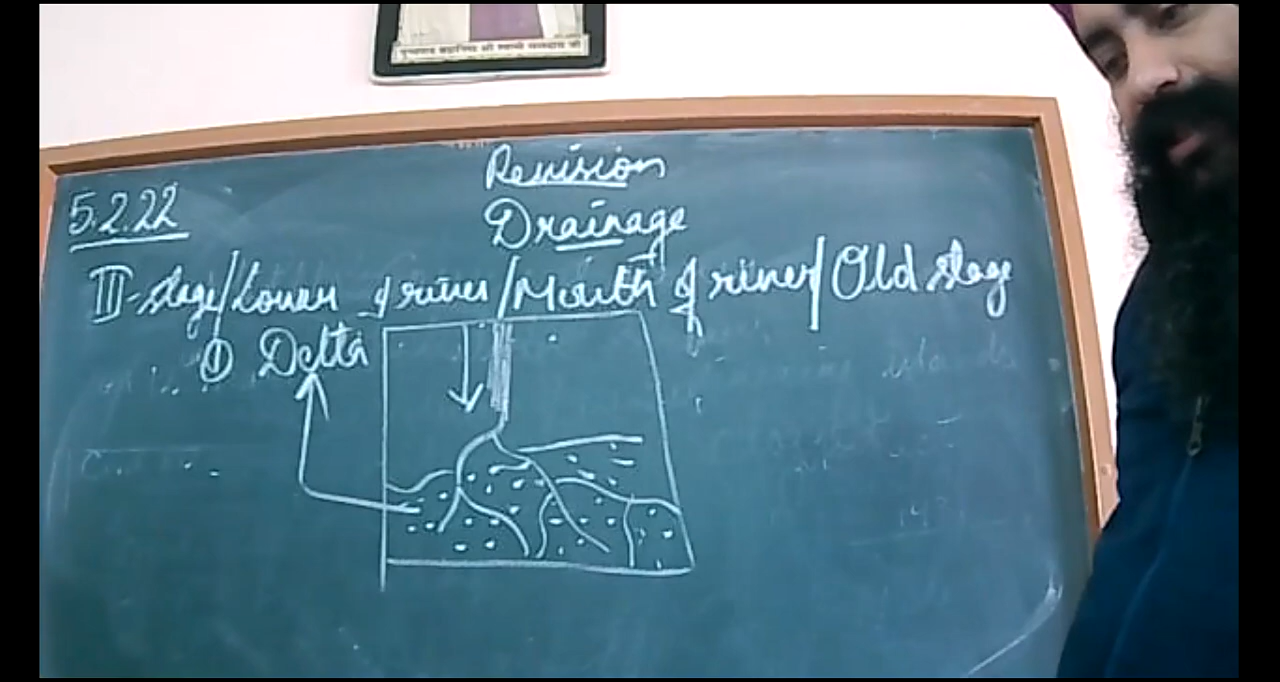 Revision
5.2.22
Drainage
III-stage/Lower of river/Mouth of river/Old stage
① Delta